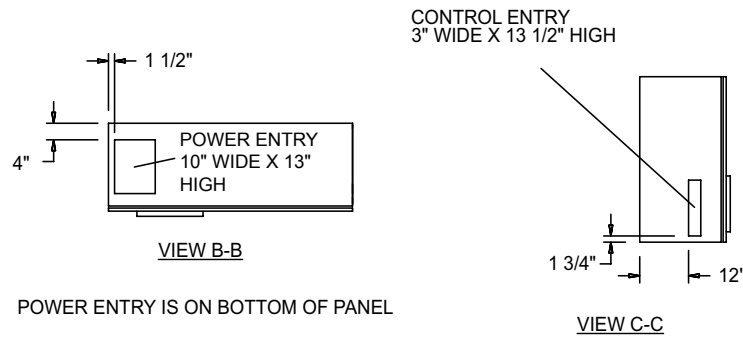 CONTROL ENTRY
3" WIDE X 13 1/2" HIGH
1 1/2"
4"
POWER ENTRY
10" WIDE X 13"
HIGH
VIEW B-B
POWER ENTRY IS ON BOTTOM OF PANEL
1 3/4"
12'
VIEW C-C